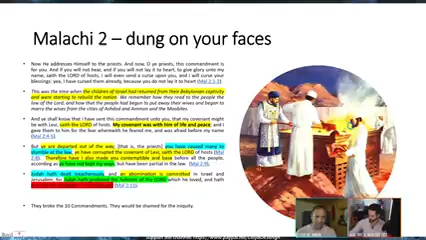 Malachi 2 – dung on your faces
• Now He addresses Himself to the priests. And now, O ye priests, this commandment is
for you. And if you will not hear, and if you will not lay it to heart, to give glory unto my
name, saith the LORD of hosts, I will even send a curse upon you, and I will curse your
blessings: yea, I have cursed them already, because you do not lay it to heart (Mal 2:1-2).
• This was the time when the children of Israel had returned from their Babylonian captivity
and were starting to rebuild the nation. We remember how they read to the people the
law of the Lord, and how that the people had begun to put away their wives and began to
marry the wives from the cities of Ashdod and Ammon and the Moabites.
• And ye shall know that I have sent this commandment unto you, that my covenant might
be with Levi, saith the LORD of hosts. My covenant was with him of life and peace; and I
gave them to him for the fear wherewith he feared me, and was afraid before my name
(Mal 2:4-5).
• But ye are departed out of the way; [that is, the priests] you have caused many to
stumble at the law; ye have corrupted the covenant of Levi, saith the LORD of hosts (Mal
2:8). Therefore have I also made you contemptible and base before all the people,
according as ye have not kept my ways, but have been partial in the law. (Mal 2:9).
• Judah hath dealt treacherously, and an abomination is committed in Israel and
Jerusalem; for Judah hath profaned the holiness of the LORD which he loved, and hath
(Mal 2:11).
• They broke the 10 Commandments. They would be shamed for the iniquity.